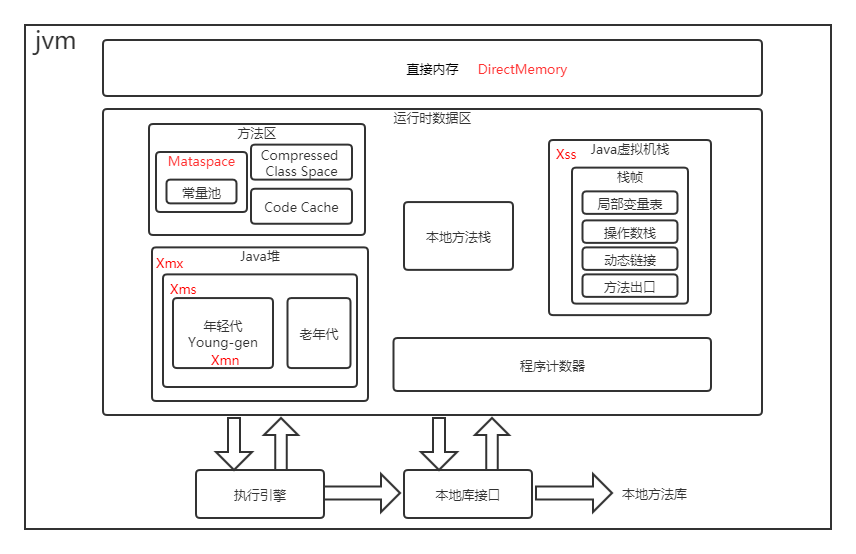 jvm
直接内存 DirectMemory
运行时数据区
方法区
Mataspace
常量池
Compressed
Class Space
Code Cache
Java堆
Xmx
Xms
年轻代
Young-gen
Xmn
老年代
本地方法栈
Xss
Java虚拟机栈
栈帧
局部变量表
操作数栈
动态链接
方法出口
程序计数器
执行引擎
本地库接口
本地方法库